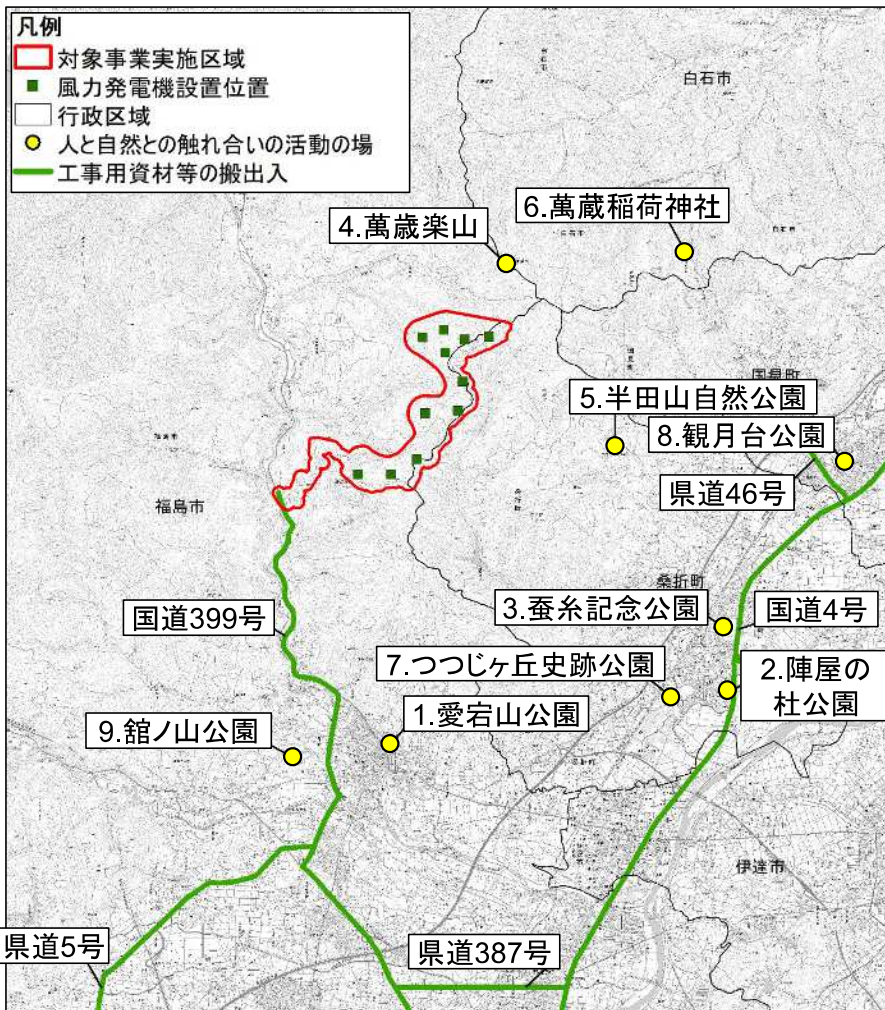 凡例
対象事業実施区域
風力発電機設置位置
行政区域
人と自然との触れ合いの活動の場
工事用資材等の搬出入
白石市
6.萬蔵稲荷神社
4.萬歳楽山
国見町
5.半田山自然公園
8.観月台公園
県道46号
福島市
桑折町
3.蚕糸記念公園
国道4号
国道399号
7.つつじヶ丘史跡公園
2.陣屋の
杜公園
1.愛宕山公園
9.舘ノ山公園
伊達市
県道5号
県道387号